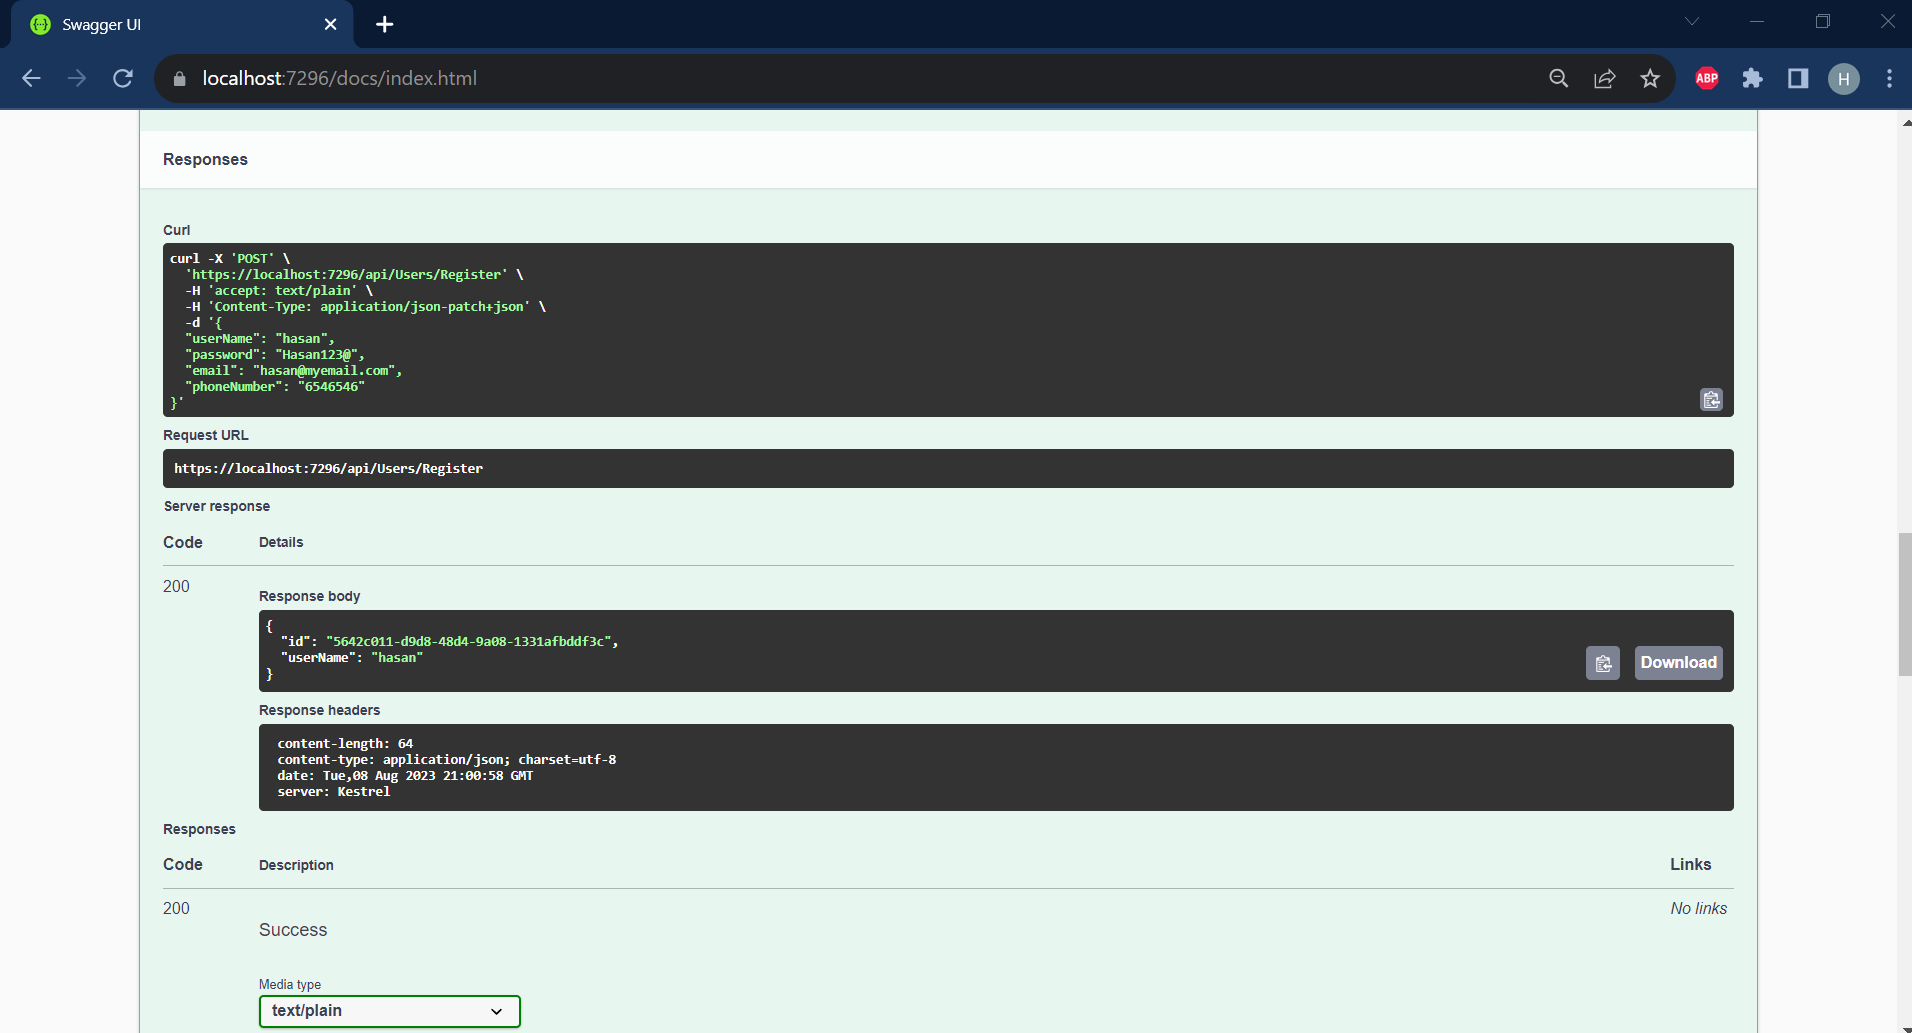 Swagger UI
localhost:7296/docs/index.html
ABP
H
Responses
Curl
curl -X 'POST' \
'https://localhost:7296/api/Users/Register' \
-H 'accept: text/plain' \
-H 'Content-Type: application/json-patch+json' \
-d '{
"userName": "hasan",
"password": "Hasan123@",
"email": "hasan@myemail.com",
"phoneNumber": "6546546"
}'
Request URL
https://localhost:7296/api/Users/Register
Server response
Code Details
200
Response body
{
"id": "5642c011-d9d8-48d4-9a08-1331afbddf3c",
"userName": "hasan"
}
Download
Response headers
content-length: 64
content-type: application/json; charset=utf-8
date: Tue,08 Aug 2023 21:00:58 GMT
server: Kestrel
Responses
Code Description Links
200 No links
Success
Media type
text/plain